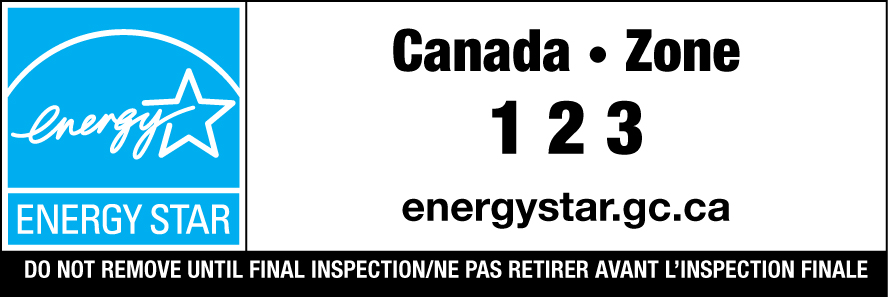 energy
ENERGY STAR
Canada • Zone
1 2 3
energystar.gc.ca
DO NOT REMOVE UNTIL FINAL INSPECTION/NE PAS RETIRER AVANT L’INSPECTION FINALE